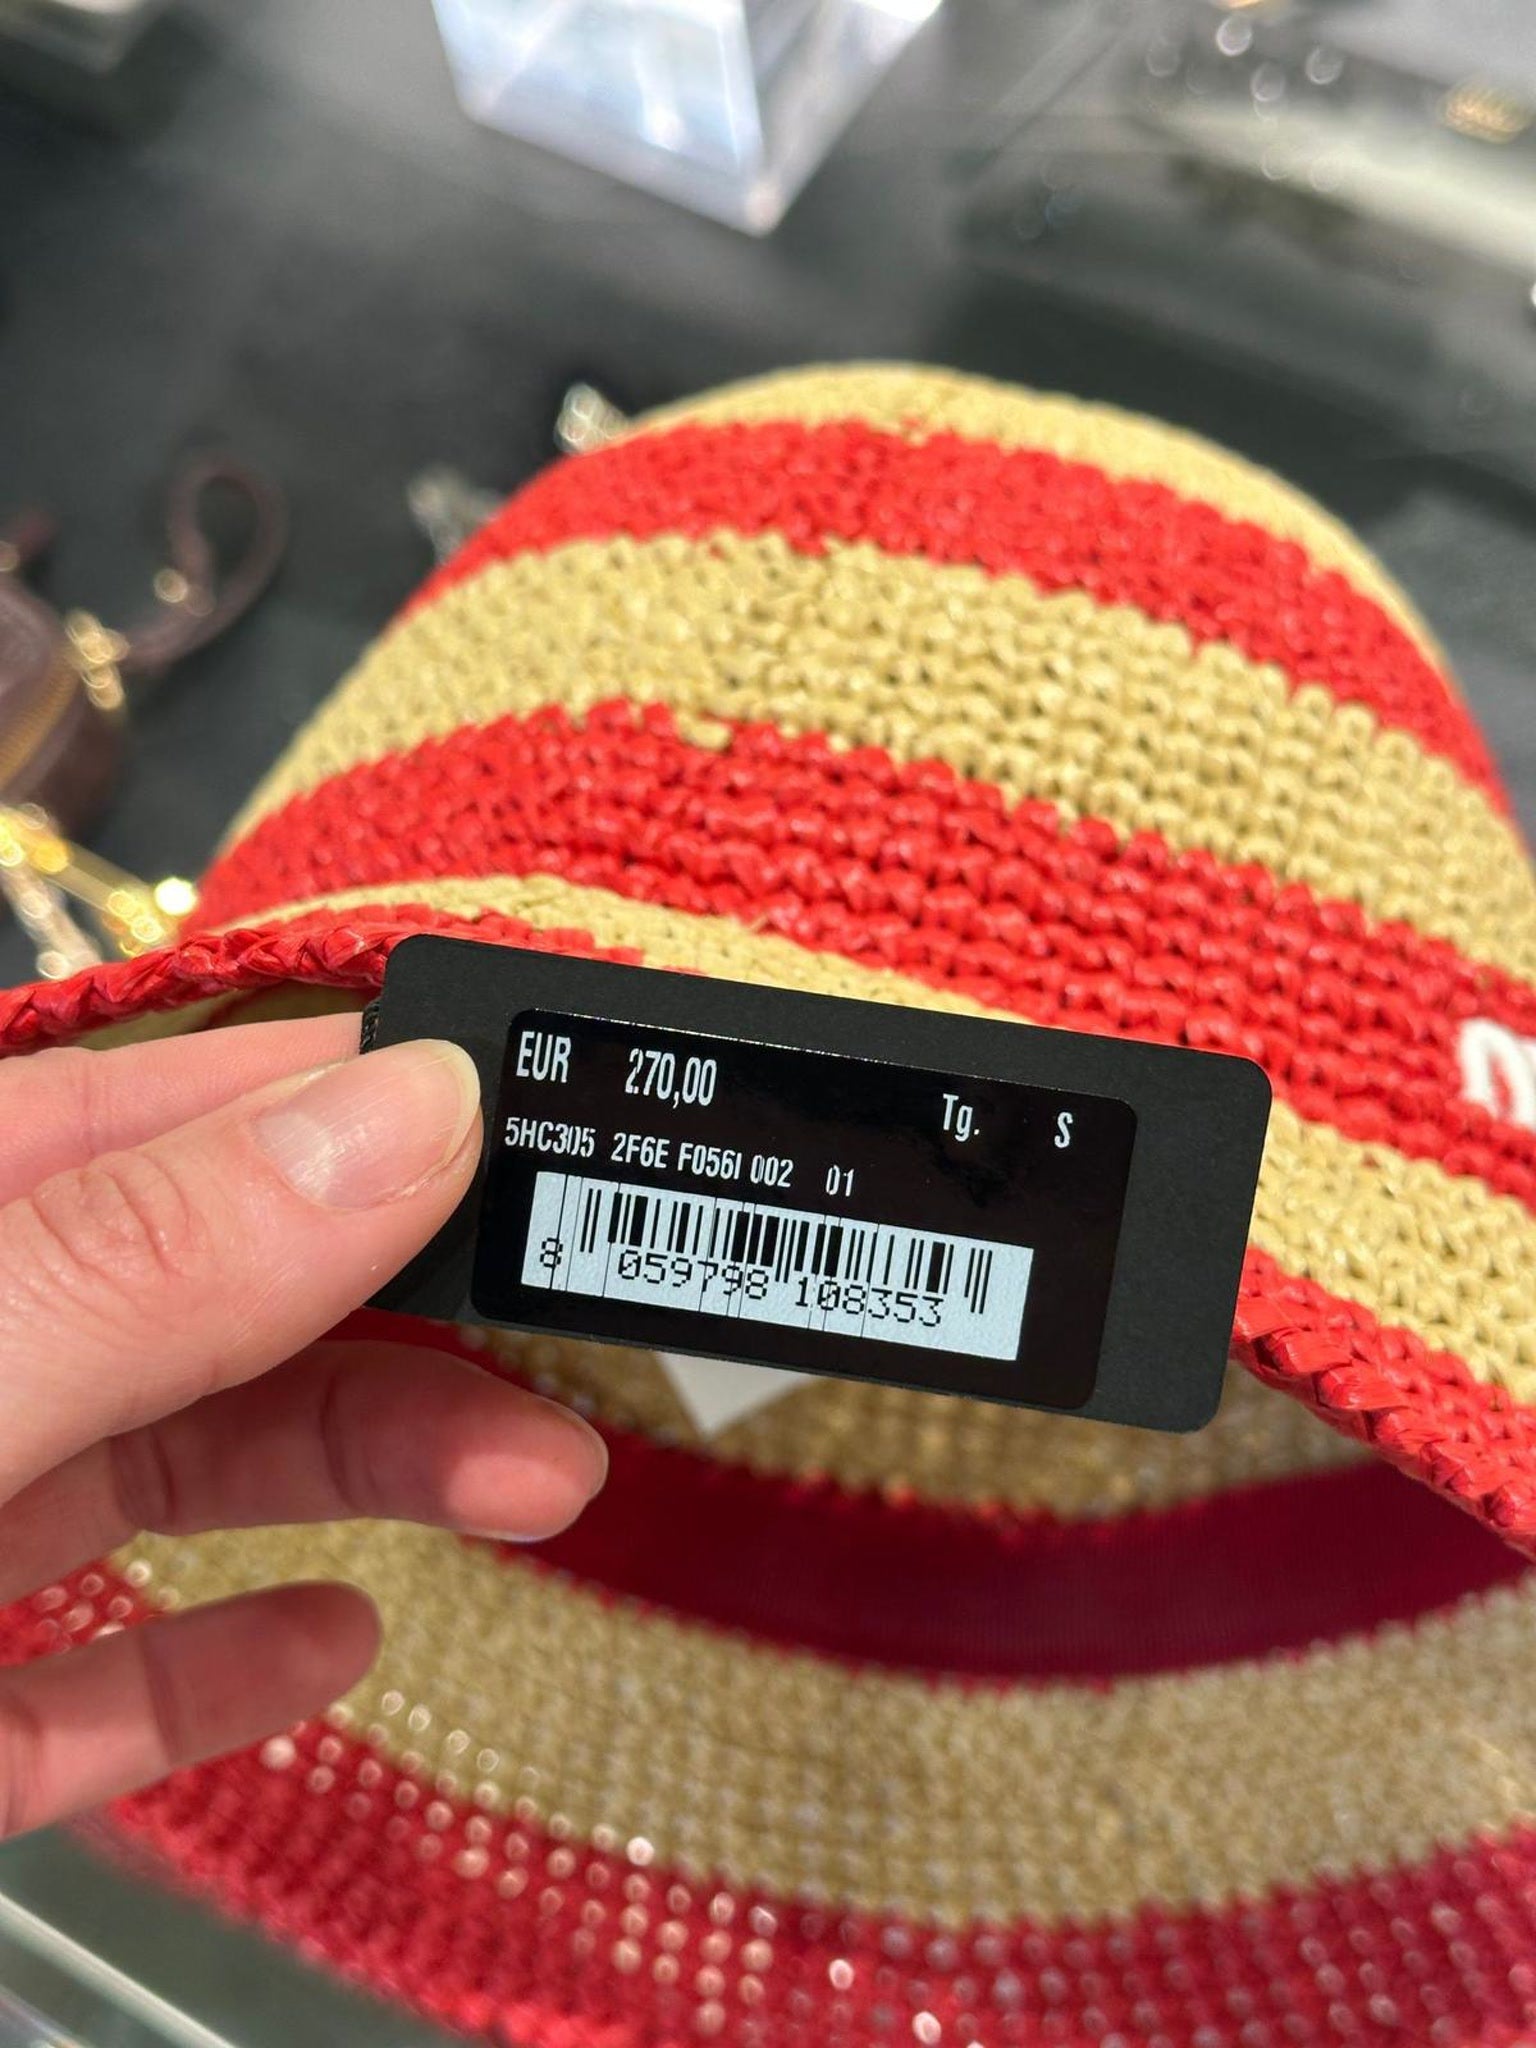 EUR 270,00
Tg. S
5HC305 2F6E F056I 002 01
8 059798 108353